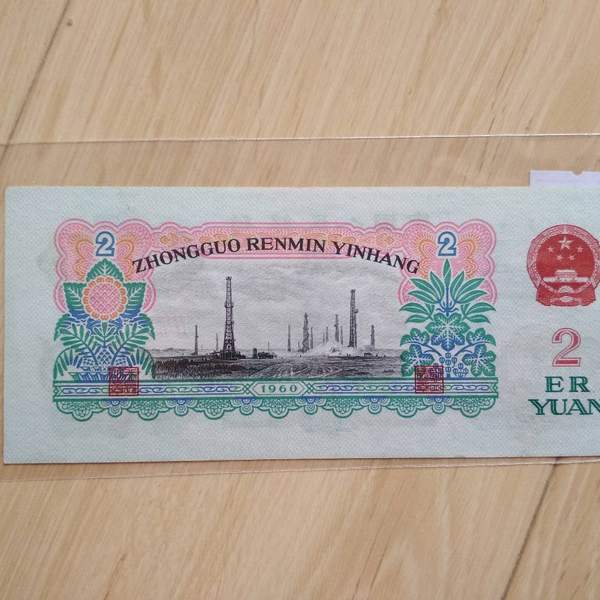 2
2
ZHONGGUO RENMIN YINHANG
1960
2
ER
YUAN